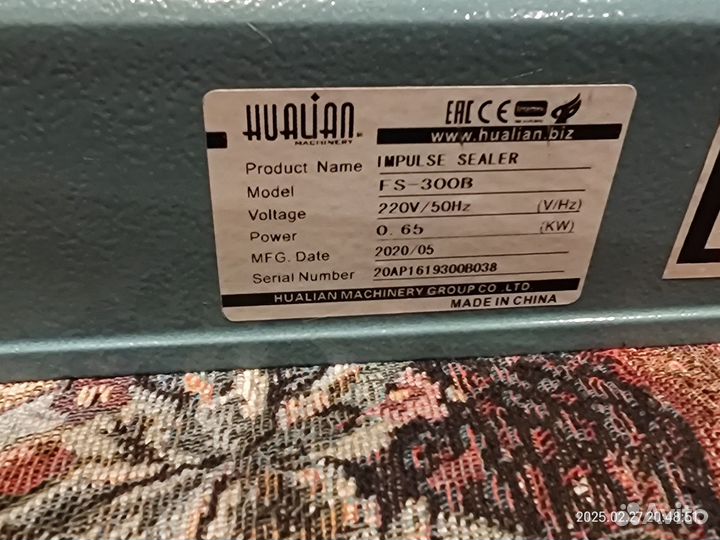 HUALIAN
MACHINERY
EAC CE
www.hualian.biz
Product Name IMPULSE SEALER
Model FS-300B
Voltage 220V/50Hz (V/Hz)
Power 0.65 (KW)
MFG. Date 2020/05
Serial Number 20AP1619300B038
HUALIAN MACHINERY GROUP CO.,LTD
MADE IN CHINA
Avito
2025.02.27 20:48:51